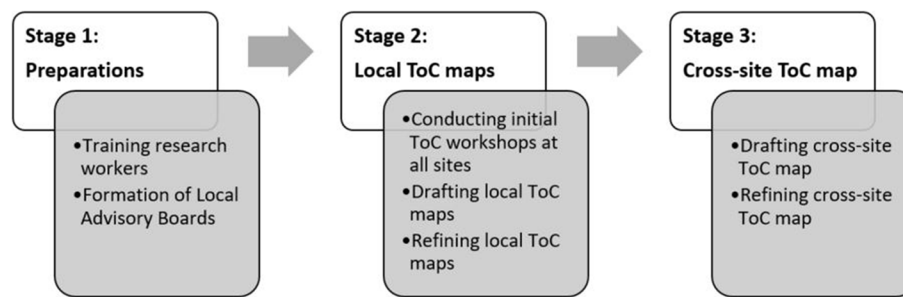 Stage 1:
Preparations
•Training research
workers
•Formation of Local
Advisory Boards
Stage 2:
Local ToC maps
•Conducting initial
ToC workshops at
all sites
•Drafting local ToC
maps
•Refining local ToC
maps
Stage 3:
Cross-site ToC map
•Drafting cross-site
ToC map
•Refining cross-site
ToC map